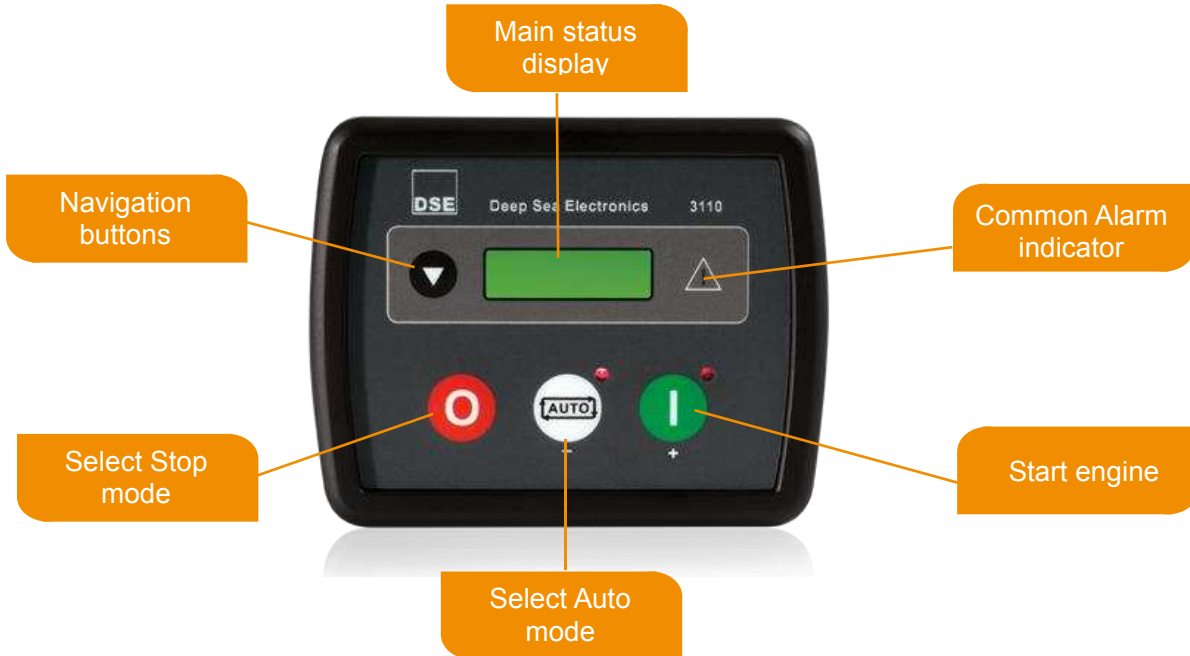 Main status
display
Navigation
buttons
DSE
Deep Sea Electronics
3110
Common Alarm
indicator
O
AUTO
I
-
+
Select Stop
mode
Start engine
Select Auto
mode